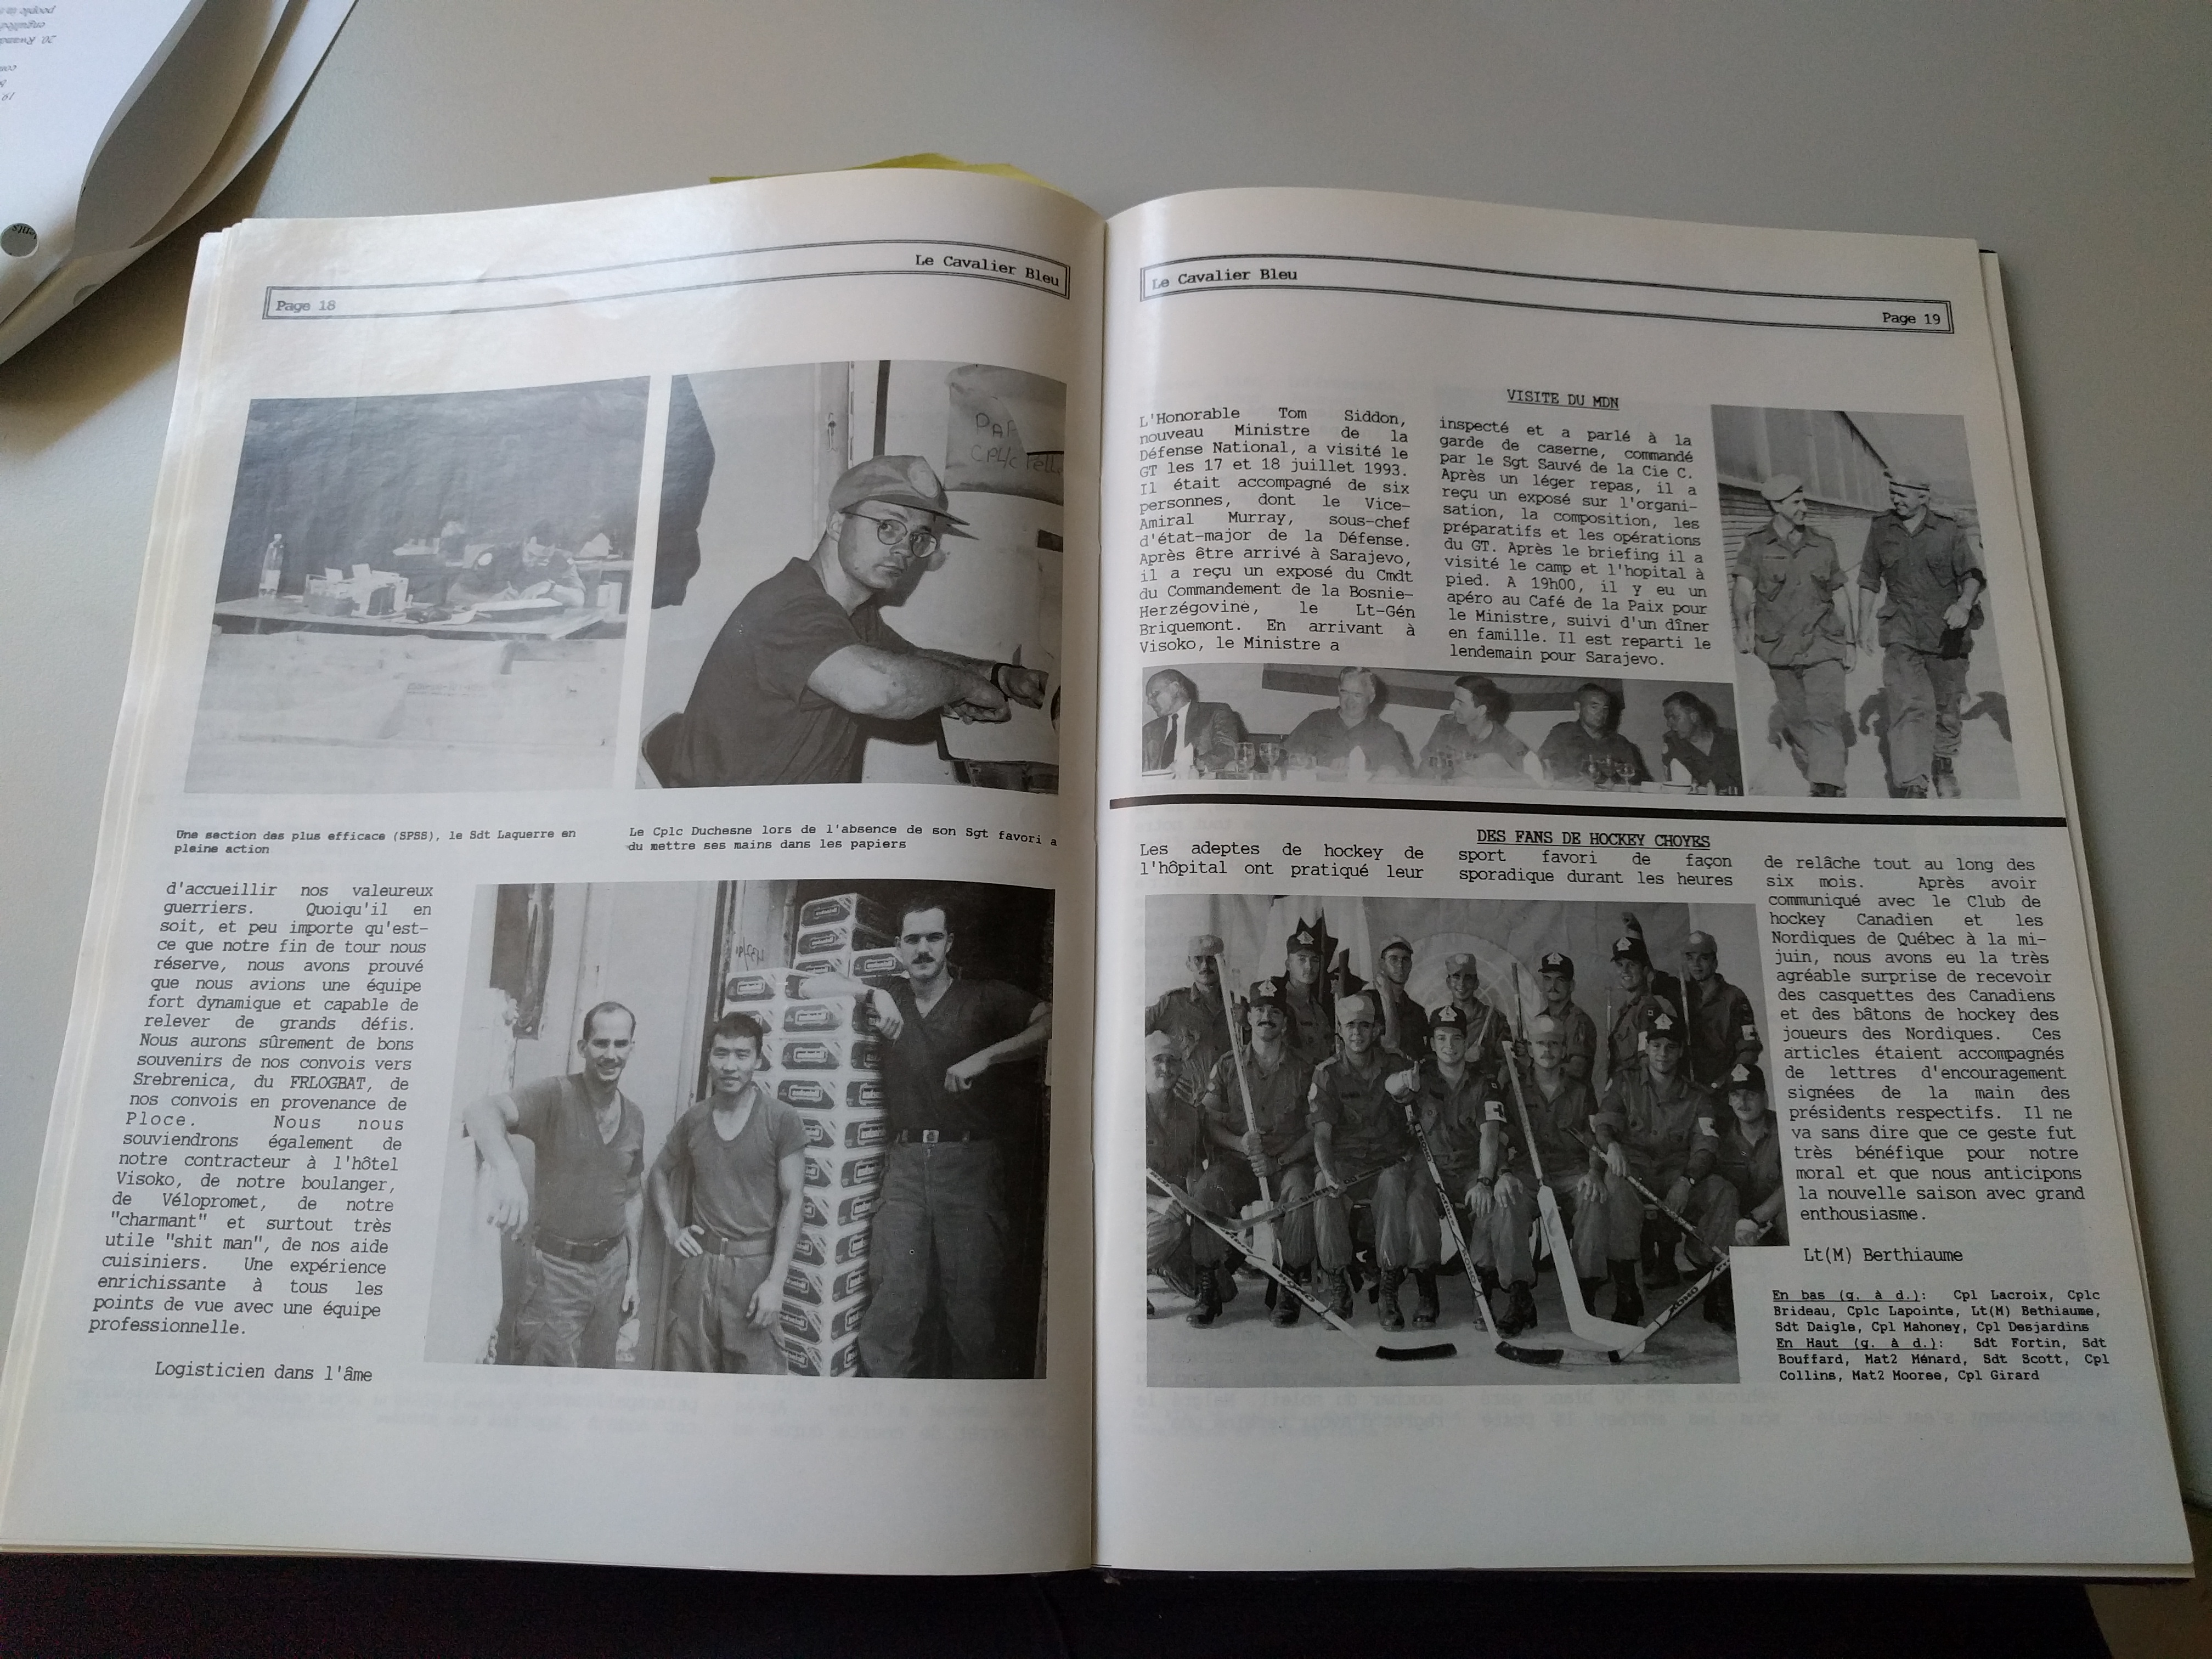 Le Cavalier Bleu
Page 18
PAP
Cplc Pell
Une section des plus efficace (SPSS), le Sdt Laquerre en
pleine action
Le Cplc Duchesne lors de l'absence de son Sgt favori a
du mettre ses mains dans les papiers
d'accueillir nos valeureux
guerriers. Quoiqu'il en
soit, et peu importe qu'est-
ce que notre fin de tour nous
réserve, nous avons prouvé
que nous avions une équipe
fort dynamique et capable de
relever de grands défis.
Nous aurons sûrement de bons
souvenirs de nos convois vers
Srebrenica, du FRLOGBAT, de
nos convois en provenance de
Ploce. Nous nous
souviendrons également de
notre contracteur à l'hôtel
Visoko, de notre boulanger,
de Vélopromet, de notre
"charmant" et surtout très
utile "shit man", de nos aide
cuisiniers. Une expérience
enrichissante à tous les
points de vue avec une équipe
professionnelle.
Logisticien dans l'âme
Le Cavalier Bleu
Page 19
VISITE DU MDN
L'Honorable Tom Siddon,
nouveau Ministre de la
Défense National, a visité le
GT les 17 et 18 juillet 1993.
Il était accompagné de six
personnes, dont le Vice-
Amiral Murray, sous-chef
d'état-major de la Défense.
Après être arrivé à Sarajevo,
il a reçu un exposé du Cmdt
du Commandement de la Bosnie-
Herzégovine, le Lt-Gén
Briquemont. En arrivant à
Visoko, le Ministre a
inspecté et a parlé à la
garde de caserne, commandé
par le Sgt Sauvé de la Cie C.
Après un léger repas, il a
reçu un exposé sur l'organi-
sation, la composition, les
préparatifs et les opérations
du GT. Après le briefing il a
visité le camp et l'hopital à
pied. A 19h00, il y eu un
apéro au Café de la Paix pour
le Ministre, suivi d'un dîner
en famille. Il est reparti le
lendemain pour Sarajevo.
DES FANS DE HOCKEY CHOYES
Les adeptes de hockey de
l'hôpital ont pratiqué leur
sport favori de façon
sporadique durant les heures
de relâche tout au long des
six mois. Après avoir
communiqué avec le Club de
hockey Canadien et les
Nordiques de Québec à la mi-
juin, nous avons eu la très
agréable surprise de recevoir
des casquettes des Canadiens
et des bâtons de hockey des
joueurs des Nordiques. Ces
articles étaient accompagnés
de lettres d'encouragement
signées de la main des
présidents respectifs. Il ne
va sans dire que ce geste fut
très bénéfique pour notre
moral et que nous anticipons
la nouvelle saison avec grand
enthousiasme.
Lt(M) Berthiaume
En bas (g. à d.): Cpl Lacroix, Cplc
Brideau, Cplc Lapointe, Lt(M) Bethiaume,
Sdt Daigle, Cpl Mahoney, Cpl Desjardins
En Haut (g. à d.): Sdt Fortin, Sdt
Bouffard, Mat2 Ménard, Sdt Scott, Cpl
Collins, Mat2 Mooree, Cpl Girard